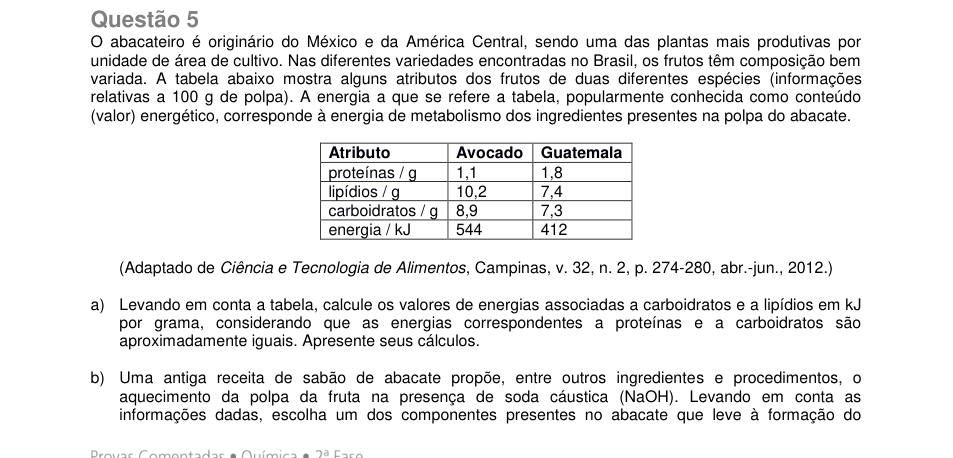 Questão 5
O abacateiro é originário do México e da América Central, sendo uma das plantas mais produtivas por
unidade de área de cultivo. Nas diferentes variedades encontradas no Brasil, os frutos têm composição bem
variada. A tabela abaixo mostra alguns atributos dos frutos de duas diferentes espécies (informações
relativas a 100 g de polpa). A energia a que se refere a tabela, popularmente conhecida como conteúdo
(valor) energético, corresponde à energia de metabolismo dos ingredientes presentes na polpa do abacate.
Atributo Avocado Guatemala
proteínas / g 1,1 1,8
lipídios / g 10,2 7,4
carboidratos / g 8,9 7,3
energia / kJ 544 412
(Adaptado de Ciência e Tecnologia de Alimentos, Campinas, v. 32, n. 2, p. 274-280, abr.-jun., 2012.)
a) Levando em conta a tabela, calcule os valores de energias associadas a carboidratos e a lipídios em kJ
por grama, considerando que as energias correspondentes a proteínas e a carboidratos são
aproximadamente iguais. Apresente seus cálculos.
b) Uma antiga receita de sabão de abacate propõe, entre outros ingredientes e procedimentos, o
aquecimento da polpa da fruta na presença de soda cáustica (NaOH). Levando em conta as
informações dadas, escolha um dos componentes presentes no abacate que leve à formação do
Provas Comentadas • Química • 2ª Fase